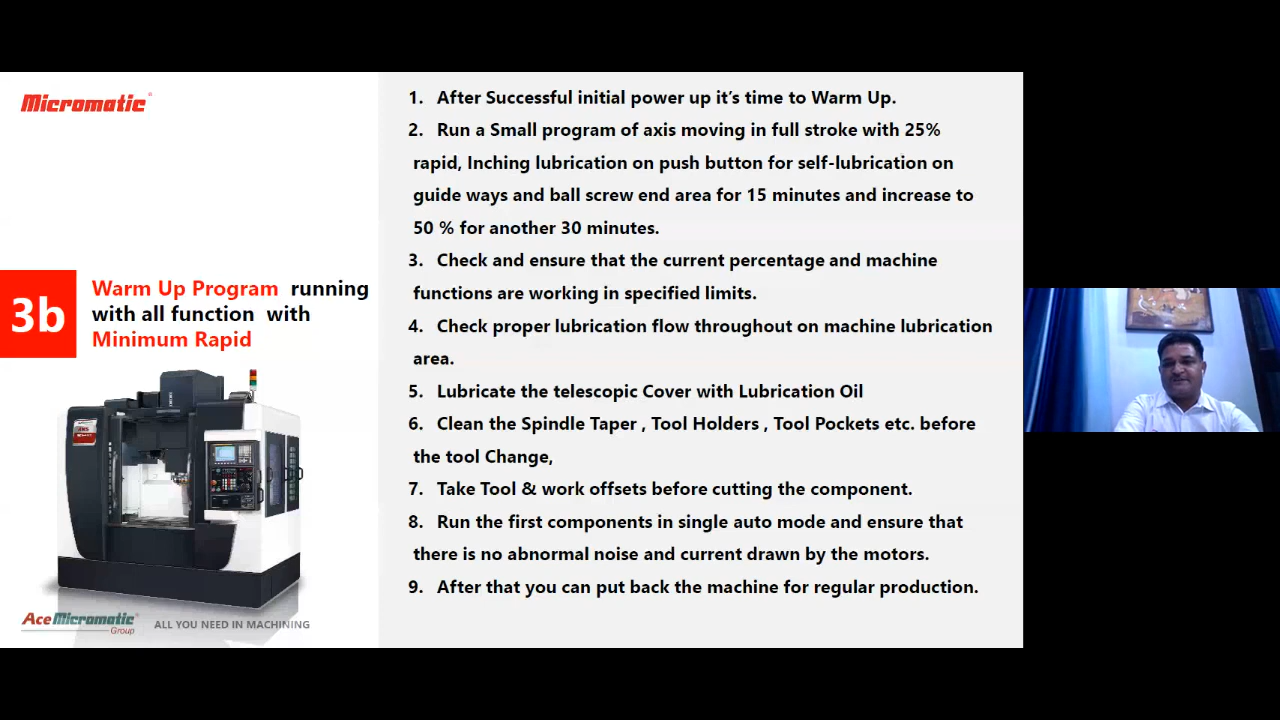 Micromatic
3b
Warm Up Program running
with all function with
Minimum Rapid
AceMicromatic
Group
ALL YOU NEED IN MACHINING
1. After Successful initial power up it’s time to Warm Up.
2. Run a Small program of axis moving in full stroke with 25%
rapid, Inching lubrication on push button for self-lubrication on
guide ways and ball screw end area for 15 minutes and increase to
50 % for another 30 minutes.
3. Check and ensure that the current percentage and machine
functions are working in specified limits.
4. Check proper lubrication flow throughout on machine lubrication
area.
5. Lubricate the telescopic Cover with Lubrication Oil
6. Clean the Spindle Taper , Tool Holders , Tool Pockets etc. before
the tool Change,
7. Take Tool & work offsets before cutting the component.
8. Run the first components in single auto mode and ensure that
there is no abnormal noise and current drawn by the motors.
9. After that you can put back the machine for regular production.